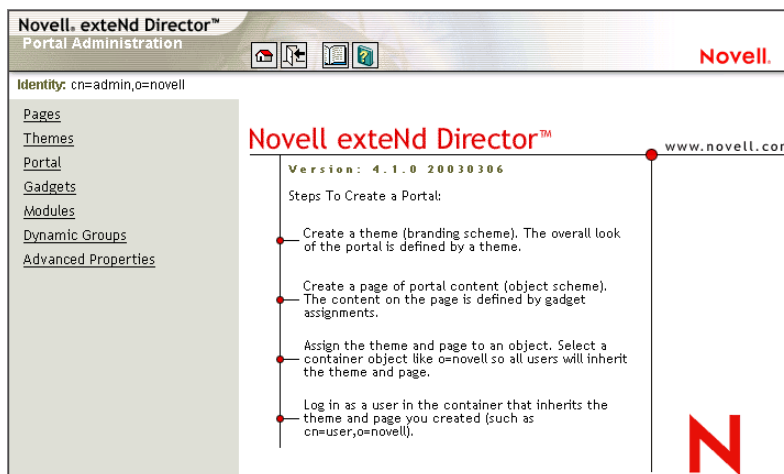 Novell. exteNd Director™
Portal Administration
Novell.
Identity: cn=admin,o=novell
Pages
Themes
Portal
Gadgets
Modules
Dynamic Groups
Advanced Properties
Novell exteNd Director™
www.novell.com
Version: 4.1.0 20030306
Steps To Create a Portal:
Create a theme (branding scheme). The overall look
of the portal is defined by a theme.
Create a page of portal content (object scheme).
The content on the page is defined by gadget
assignments.
Assign the theme and page to an object. Select a
container object like o=novell so all users will inherit
the theme and page.
Log in as a user in the container that inherits the
theme and page you created (such as
cn=user,o=novell).
N